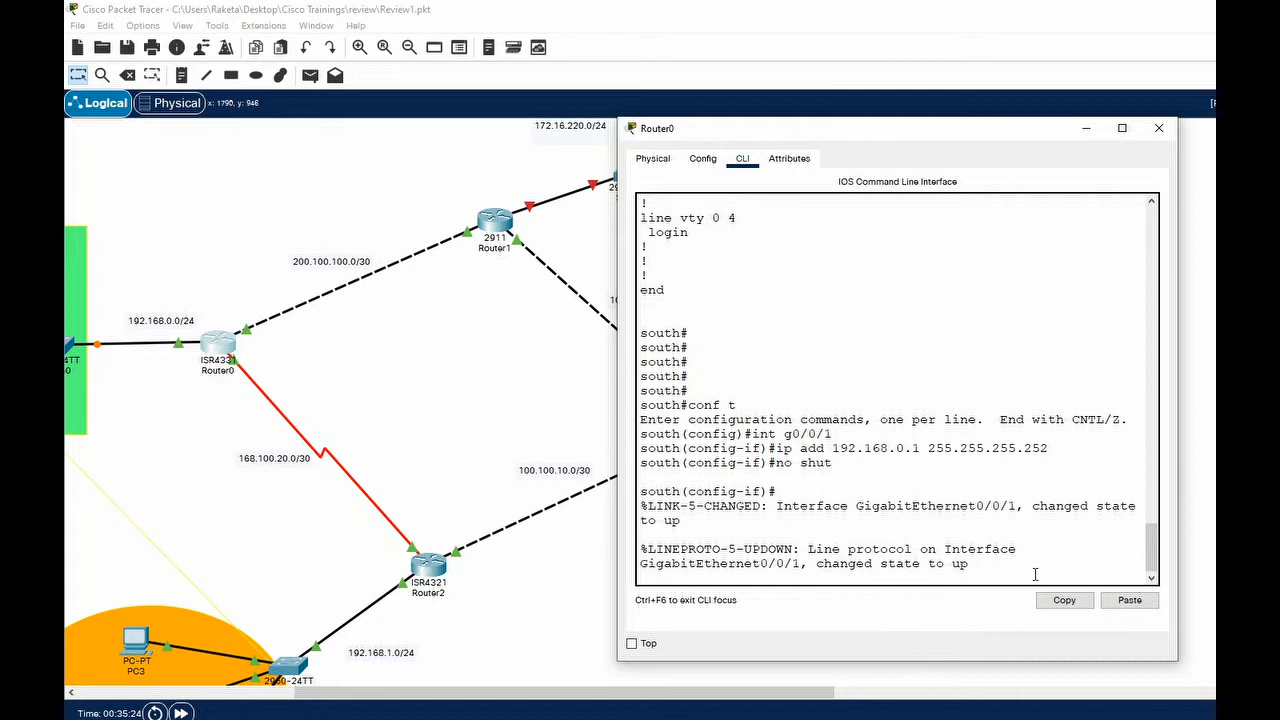 Cisco Packet Tracer - C:\Users\Raketa\Desktop\Cisco Trainings\review\Review1.pkt
File Edit Options View Tools Extensions Window Help
Logical Physical x: 1790, y: 946
172.16.220.0/24
2911
Router1
200.100.100.0/30
192.168.0.0/24
ISR4331
Router0
168.100.20.0/30
100.100.10.0/30
ISR4321
Router2
192.168.1.0/24
PC-PT
PC3
2960-24TT
Time: 00:35:24
Router0
Physical Config CLI Attributes
IOS Command Line Interface
!
line vty 0 4
login
!
!
!
end
south#
south#
south#
south#
south#
south#conf t
Enter configuration commands, one per line. End with CNTL/Z.
south(config)#int g0/0/1
south(config-if)#ip add 192.168.0.1 255.255.255.252
south(config-if)#no shut
south(config-if)#
%LINK-5-CHANGED: Interface GigabitEthernet0/0/1, changed state
to up
%LINEPROTO-5-UPDOWN: Line protocol on Interface
GigabitEthernet0/0/1, changed state to up
Ctrl+F6 to exit CLI focus
Copy Paste
Top